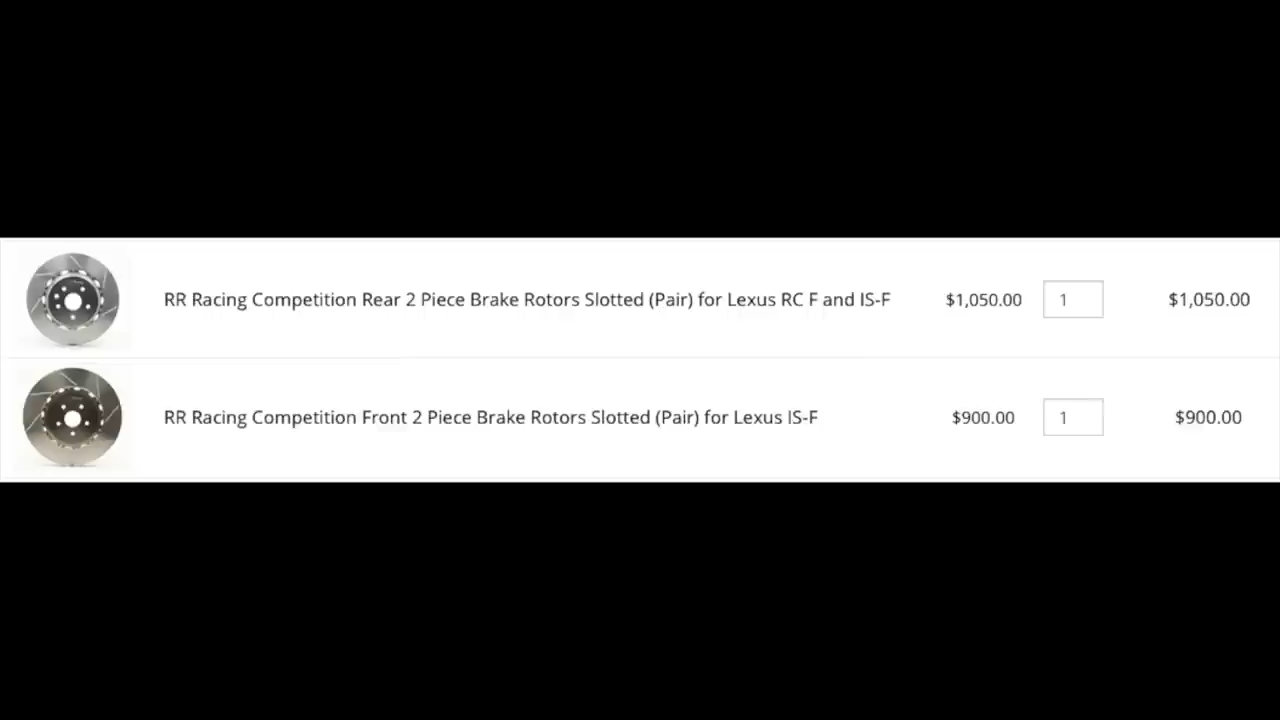 RR Racing Competition Rear 2 Piece Brake Rotors Slotted (Pair) for Lexus RC F and IS-F $1,050.00 1 $1,050.00
RR Racing Competition Front 2 Piece Brake Rotors Slotted (Pair) for Lexus IS-F $900.00 1 $900.00